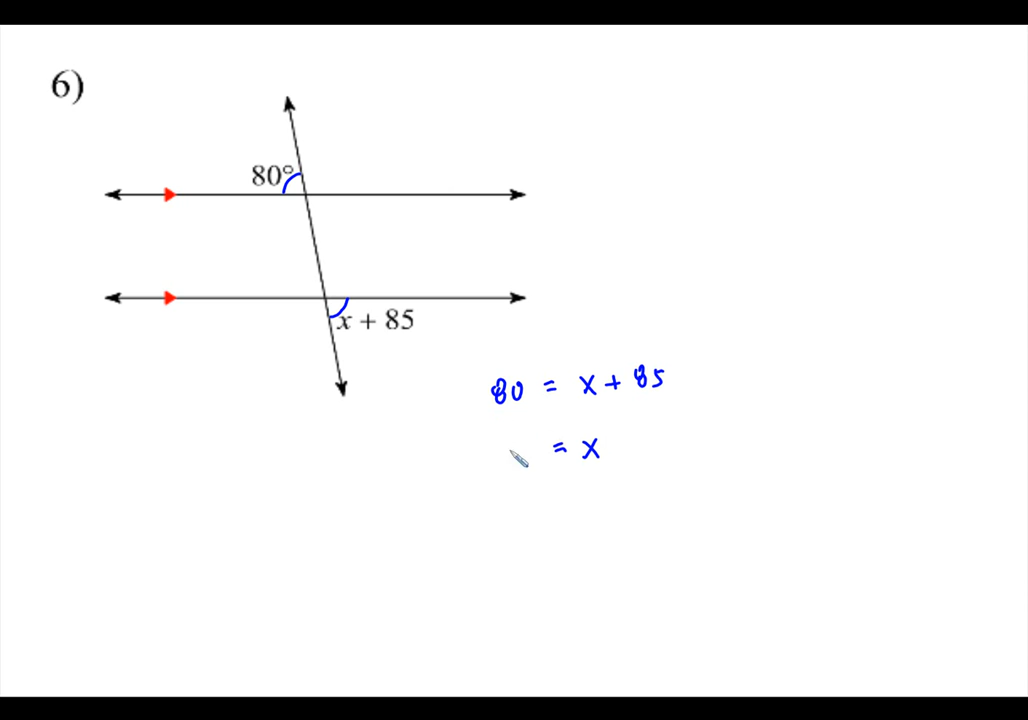 6)
80°
x + 85
80 = x + 85
= x